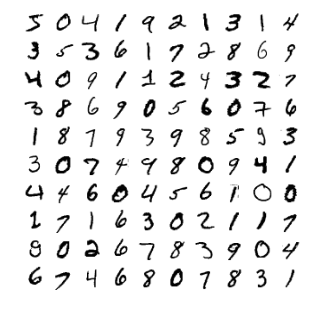 5 0 4 1 9 2 1 3 1 4
3 5 3 6 1 7 2 8 6 9
4 0 9 1 1 2 4 3 2 7
3 8 6 9 0 5 6 0 7 6
1 8 7 9 3 9 8 5 9 3
3 0 7 4 9 8 0 9 4 1
4 4 6 0 4 5 6 1 0 0
1 7 1 6 3 0 2 1 1 7
9 0 2 6 7 8 3 9 0 4
6 7 4 6 8 0 7 8 3 1